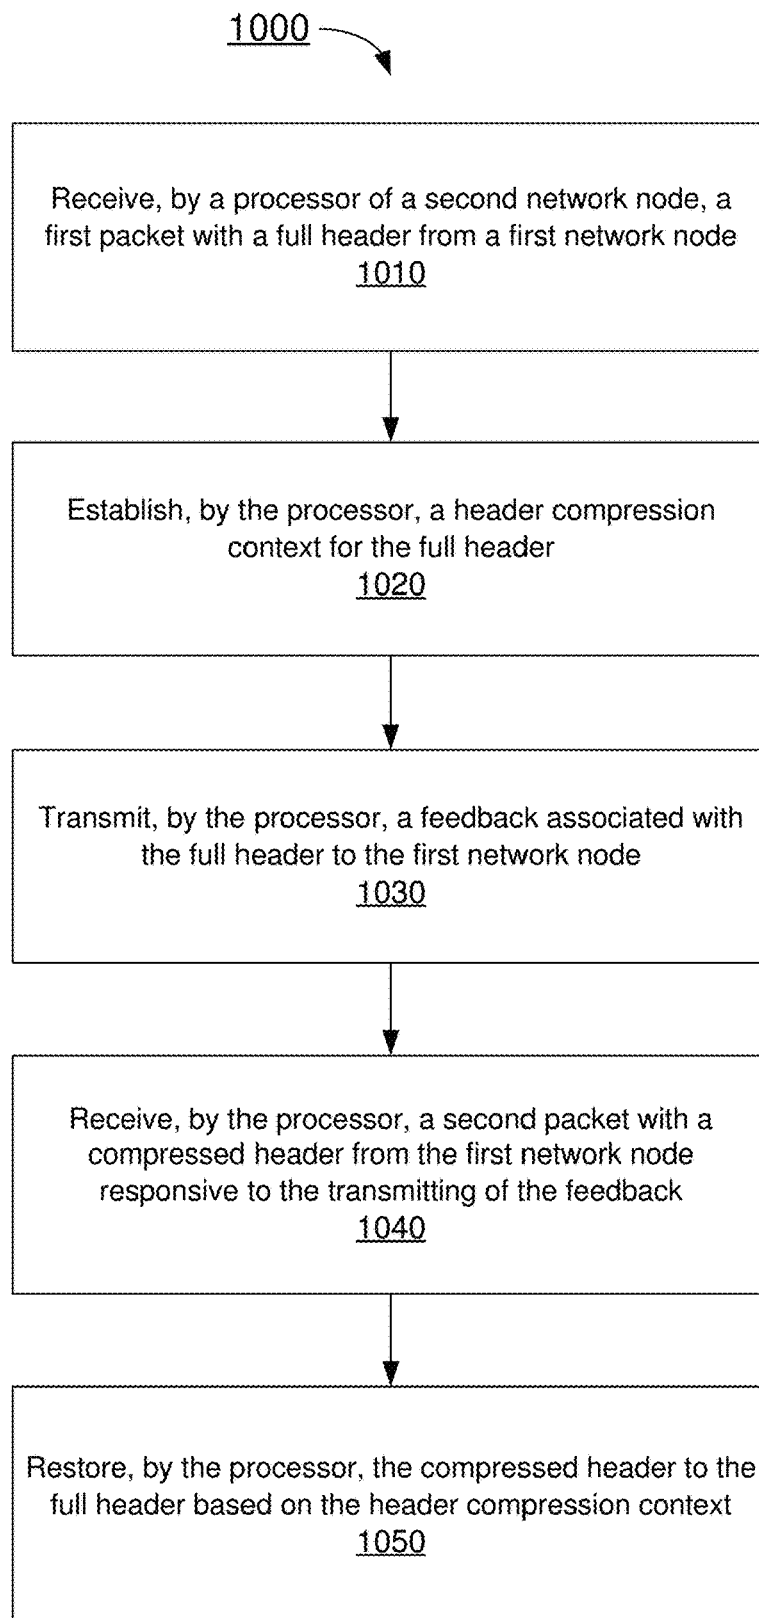 1000
Receive, by a processor of a second network node, a
first packet with a full header from a first network node
1010
Establish, by the processor, a header compression
context for the full header
1020
Transmit, by the processor, a feedback associated with
the full header to the first network node
1030
Receive, by the processor, a second packet with a
compressed header from the first network node
responsive to the transmitting of the feedback
1040
Restore, by the processor, the compressed header to the
full header based on the header compression context
1050